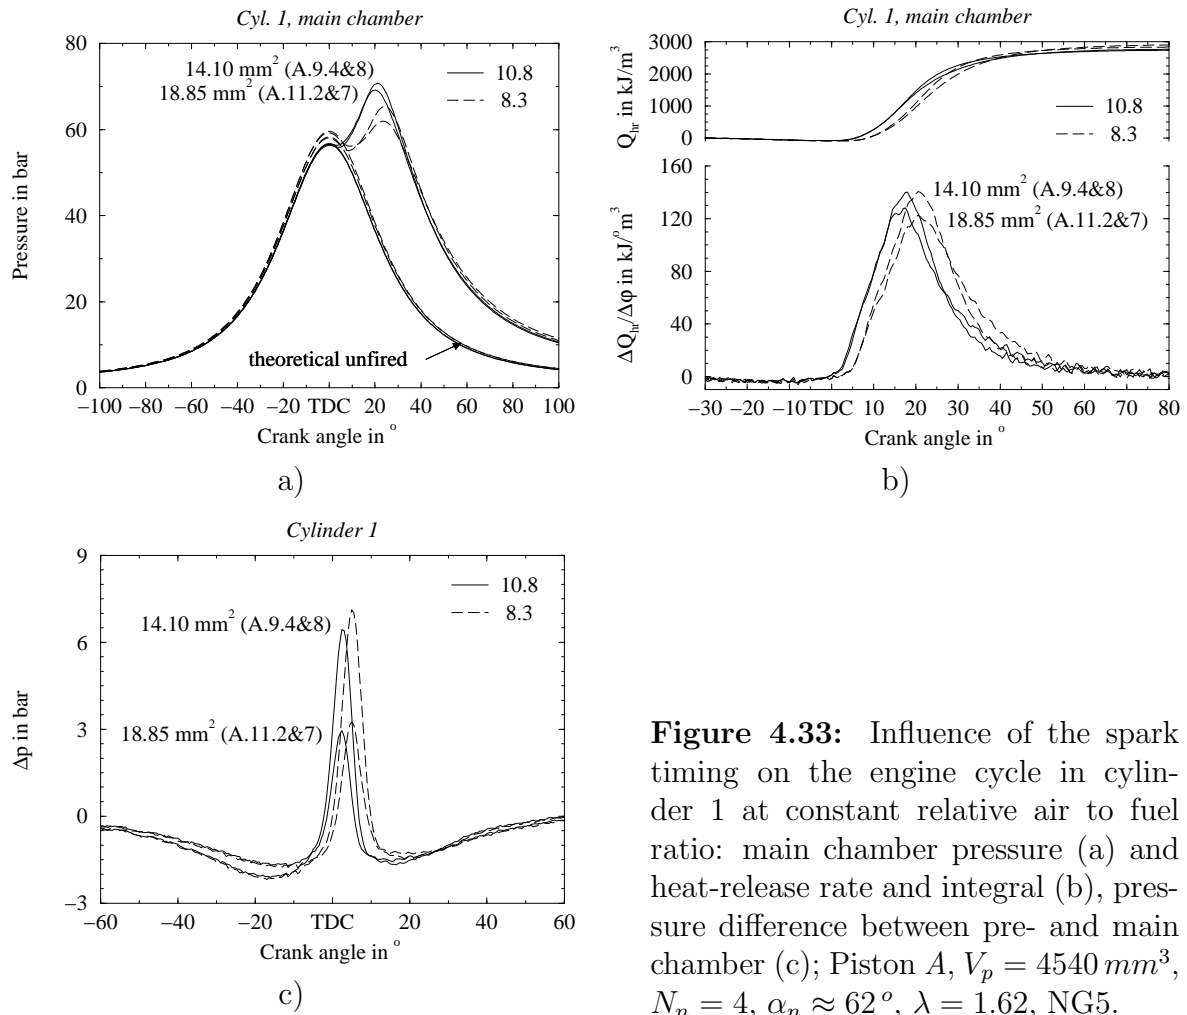 Cyl. 1, main chamber
80
60
40
20
0
Pressure in bar
14.10 mm² (A.9.4&8)
18.85 mm² (A.11.2&7)
10.8
8.3
theoretical unfired
−100 −80 −60 −40 −20 TDC 20 40 60 80 100
Crank angle in °
a)
Cyl. 1, main chamber
3000
2000
1000
0
Q_hr in kJ/m³
10.8
8.3
160
120
80
40
0
ΔQ_hr/Δφ in kJ/°m³
14.10 mm² (A.9.4&8)
18.85 mm² (A.11.2&7)
−30 −20 −10 TDC 10 20 30 40 50 60 70 80
Crank angle in °
b)
Cylinder 1
9
6
3
0
−3
Δp in bar
10.8
8.3
14.10 mm² (A.9.4&8)
18.85 mm² (A.11.2&7)
−60 −40 −20 TDC 20 40 60
Crank angle in °
c)
Figure 4.33: Influence of the spark
timing on the engine cycle in cylin-
der 1 at constant relative air to fuel
ratio: main chamber pressure (a) and
heat-release rate and integral (b), pres-
sure difference between pre- and main
chamber (c); Piston A, V_p = 4540 mm³,
N_n = 4, α_n ≈ 62 °, λ = 1.62, NG5.